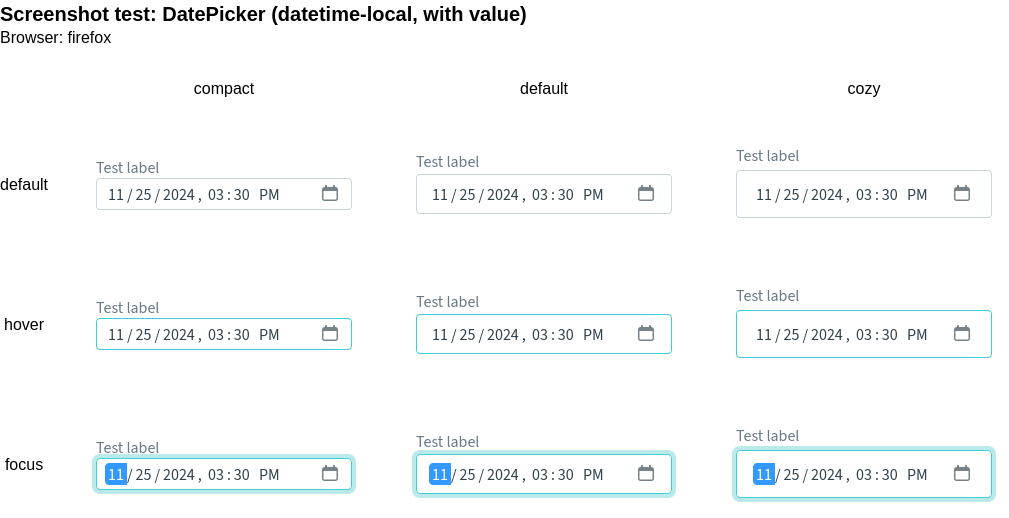 Screenshot test: DatePicker (datetime-local, with value)
Browser: firefox
compact default cozy
Test label Test label Test label
default 11/25/2024, 03:30 PM 11/25/2024, 03:30 PM 11/25/2024, 03:30 PM
Test label Test label Test label
hover 11/25/2024, 03:30 PM 11/25/2024, 03:30 PM 11/25/2024, 03:30 PM
Test label Test label Test label
focus 11/25/2024, 03:30 PM 11/25/2024, 03:30 PM 11/25/2024, 03:30 PM